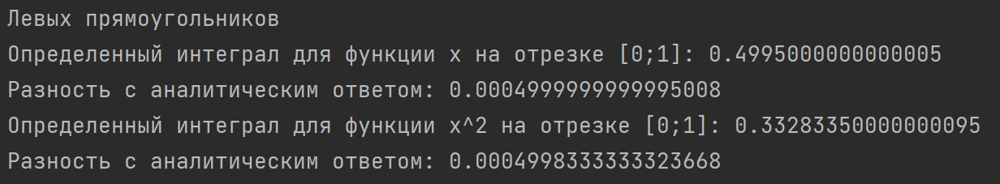 Левых прямоугольников
Определенный интеграл для функции x на отрезке [0;1]: 0.4995000000000005
Разность с аналитическим ответом: 0.0004999999999995008
Определенный интеграл для функции x^2 на отрезке [0;1]: 0.33283350000000095
Разность с аналитическим ответом: 0.0004998333333323668